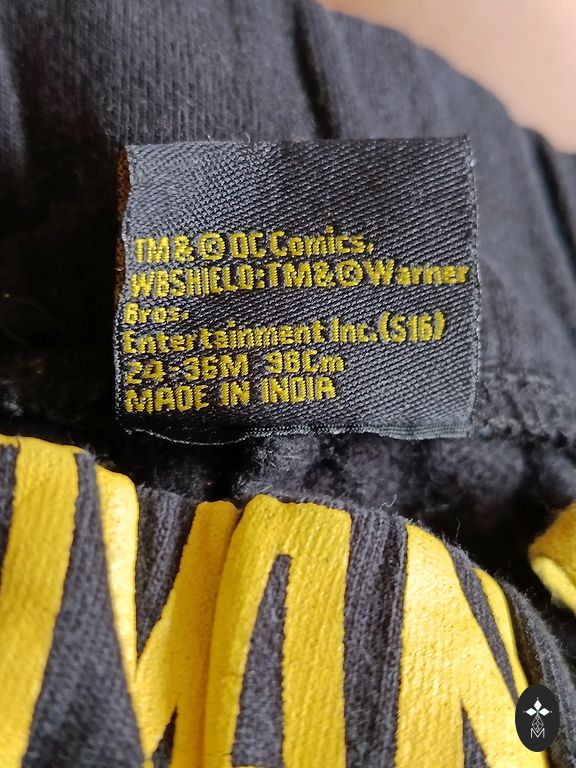 TM & © DC Comics,
WBSHIELD:TM&©Warner
Bros.
Entertainment Inc.(S16)
24-36M 98Cm
MADE IN INDIA